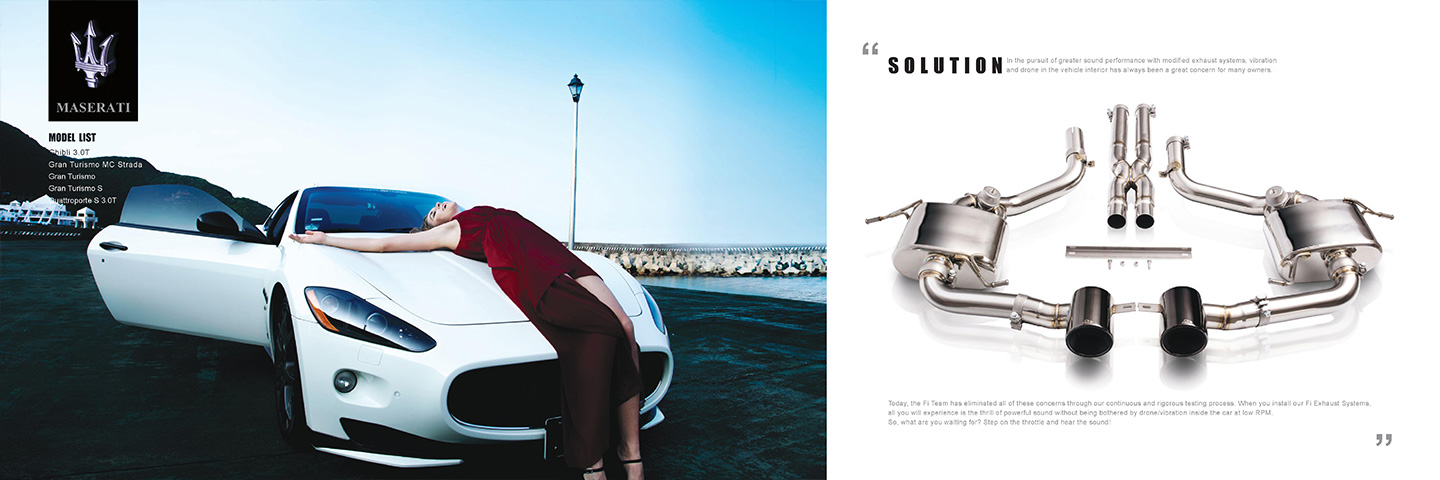 MASERATI
MODEL LIST
Ghibli 3.0T
Gran Turismo MC Strada
Gran Turismo
Gran Turismo S
Quattroporte S 3.0T
“
SOLUTION
In the pursuit of greater sound performance with modified exhaust systems, vibration
and drone in the vehicle interior has always been a great concern for many owners.
Today, the Fi Team has eliminated all of these concerns through our continuous and rigorous testing process. When you install our Fi Exhaust Systems,
all you will experience is the thrill of powerful sound without being bothered by drone/vibration inside the car at low RPM.
So, what are you waiting for? Step on the throttle and hear the sound!
”